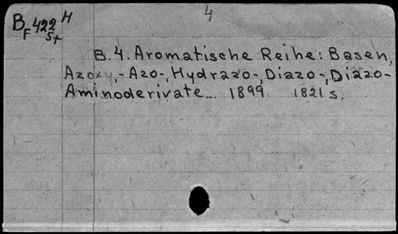 4
B 422 H
F St
B. 4. Aromatische Reihe: Basen,
Azoxy,-Azo-, Hydrazo-, Diazo-, Diazo-
Aminoderivate... 1899. 1821 s.